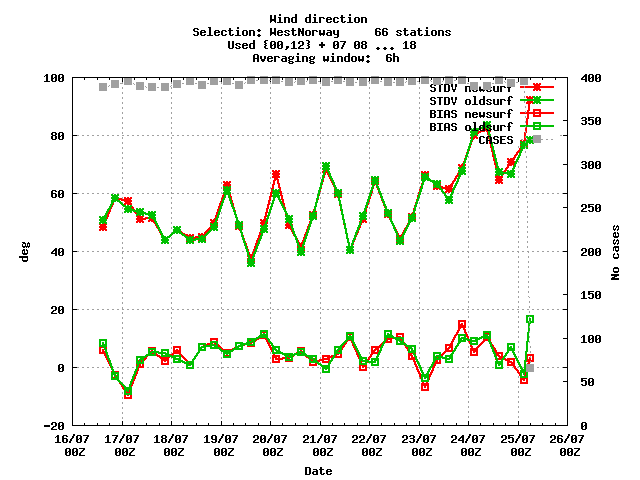 Wind direction
Selection: WestNorway 66 stations
Used {00,12} + 07 08 ... 18
Averaging window: 6h
100
80
60
40
20
0
-20
deg
400
350
300
250
200
150
100
50
0
No cases
STDV newsurf
STDV oldsurf
BIAS newsurf
BIAS oldsurf
CASES
16/07 17/07 18/07 19/07 20/07 21/07 22/07 23/07 24/07 25/07 26/07
00Z 00Z 00Z 00Z 00Z 00Z 00Z 00Z 00Z 00Z 00Z
Date